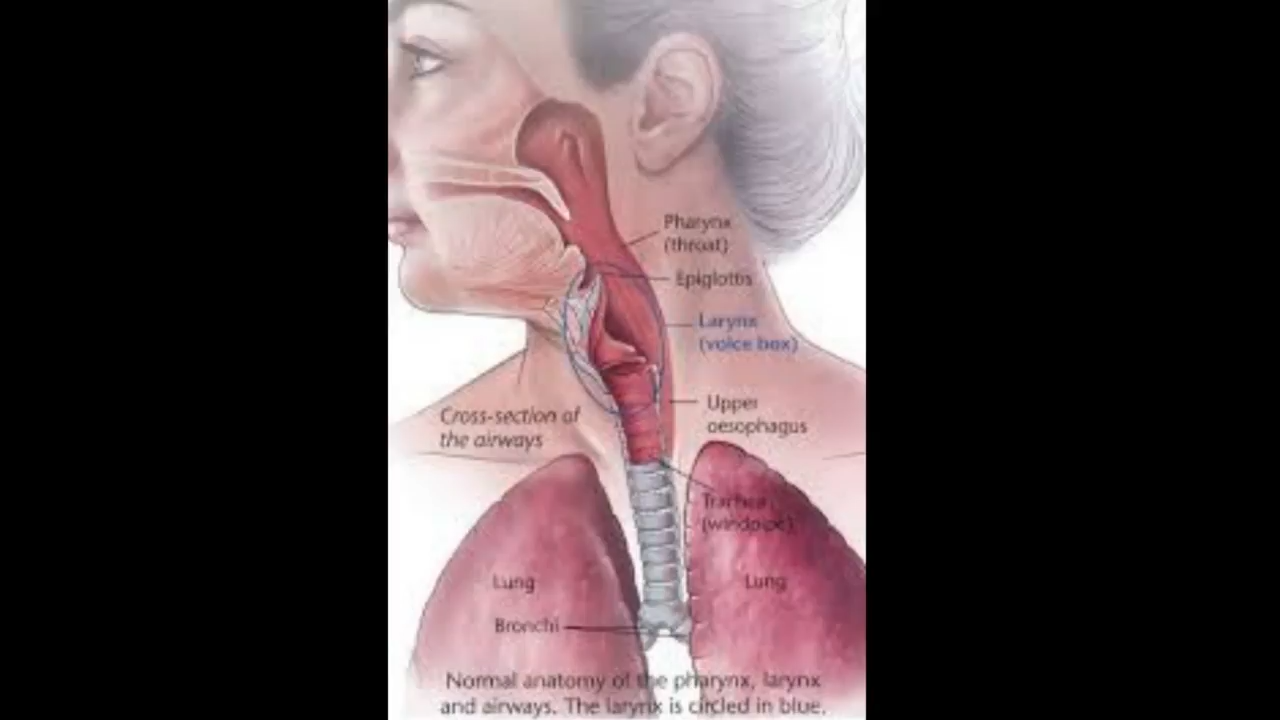 Pharynx
(throat)
Epiglottis
Larynx
(voice box)
Upper
oesophagus
Cross-section of
the airways
Trachea
(windpipe)
Lung
Lung
Bronchi
Normal anatomy of the pharynx, larynx
and airways. The larynx is circled in blue.